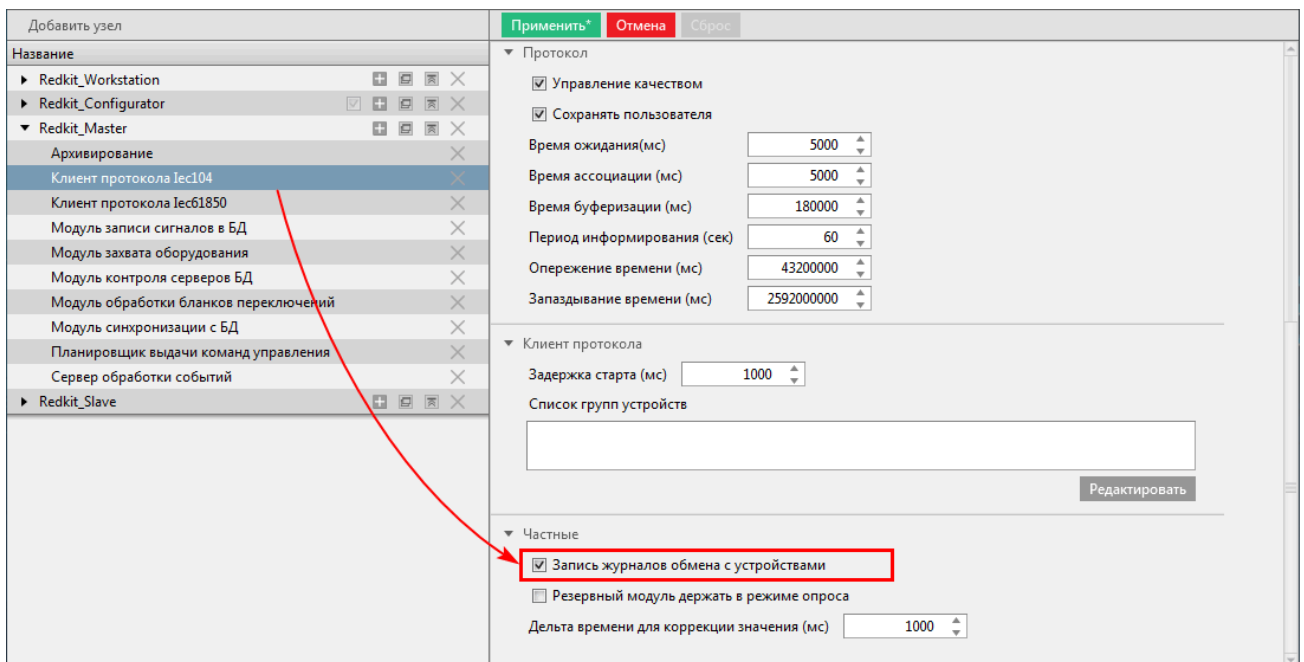 Добавить узел
Название
Redkit_Workstation
Redkit_Configurator
Redkit_Master
Архивирование
Клиент протокола Iec104
Клиент протокола Iec61850
Модуль записи сигналов в БД
Модуль захвата оборудования
Модуль контроля серверов БД
Модуль обработки бланков переключений
Модуль синхронизации с БД
Планировщик выдачи команд управления
Сервер обработки событий
Redkit_Slave
Применить* Отмена Сброс
Протокол
Управление качеством
Сохранять пользователя
Время ожидания(мс) 5000
Время ассоциации (мс) 5000
Время буферизации (мс) 180000
Период информирования (сек) 60
Опережение времени (мс) 43200000
Запаздывание времени (мс) 2592000000
Клиент протокола
Задержка старта (мс) 1000
Список групп устройств
Редактировать
Частные
Запись журналов обмена с устройствами
Резервный модуль держать в режиме опроса
Дельта времени для коррекции значения (мс) 1000